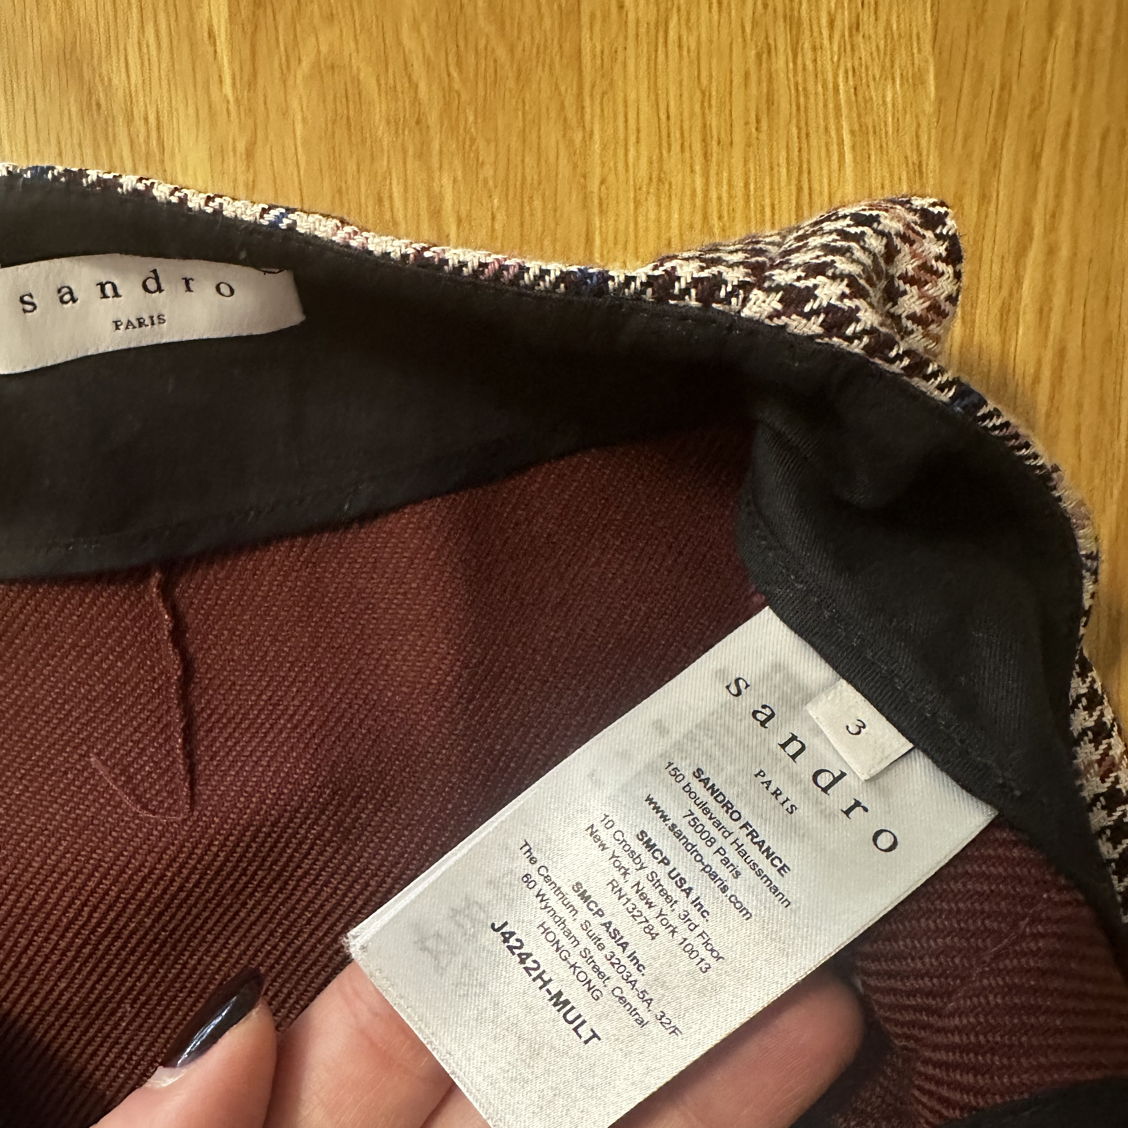 sandro
PARIS
3
sandro
PARIS
SANDRO FRANCE
150 boulevard Haussmann
75008 Paris
www.sandro-paris.com
SMCP USA Inc.
10 Crosby Street, 3rd Floor
New York, New York 10013
RN132784
SMCP ASIA Inc.
The Centrium, Suite 3203A-5A, 32/F
60 Wyndham Street, Central
HONG-KONG
J4242H-MULT